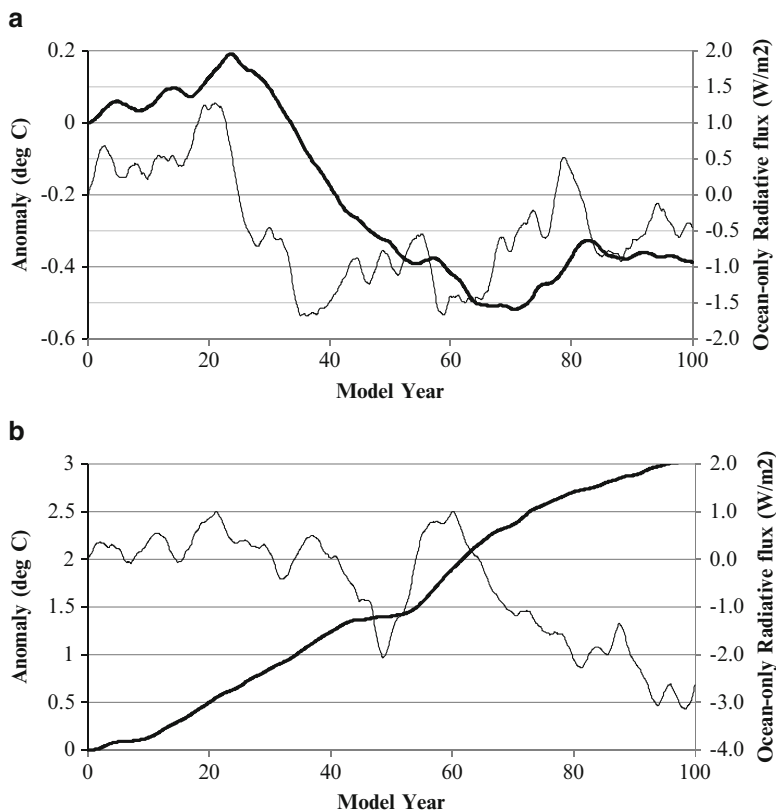 a
0.2
0
-0.2
-0.4
-0.6
Anomaly (deg C)
2.0
1.5
1.0
0.5
0.0
-0.5
-1.0
-1.5
-2.0
Ocean-only Radiative flux (W/m2)
0 20 40 60 80 100
Model Year
b
3
2.5
2
1.5
1
0.5
0
Anomaly (deg C)
2.0
1.0
0.0
-1.0
-2.0
-3.0
-4.0
Ocean-only Radiative flux (W/m2)
0 20 40 60 80 100
Model Year